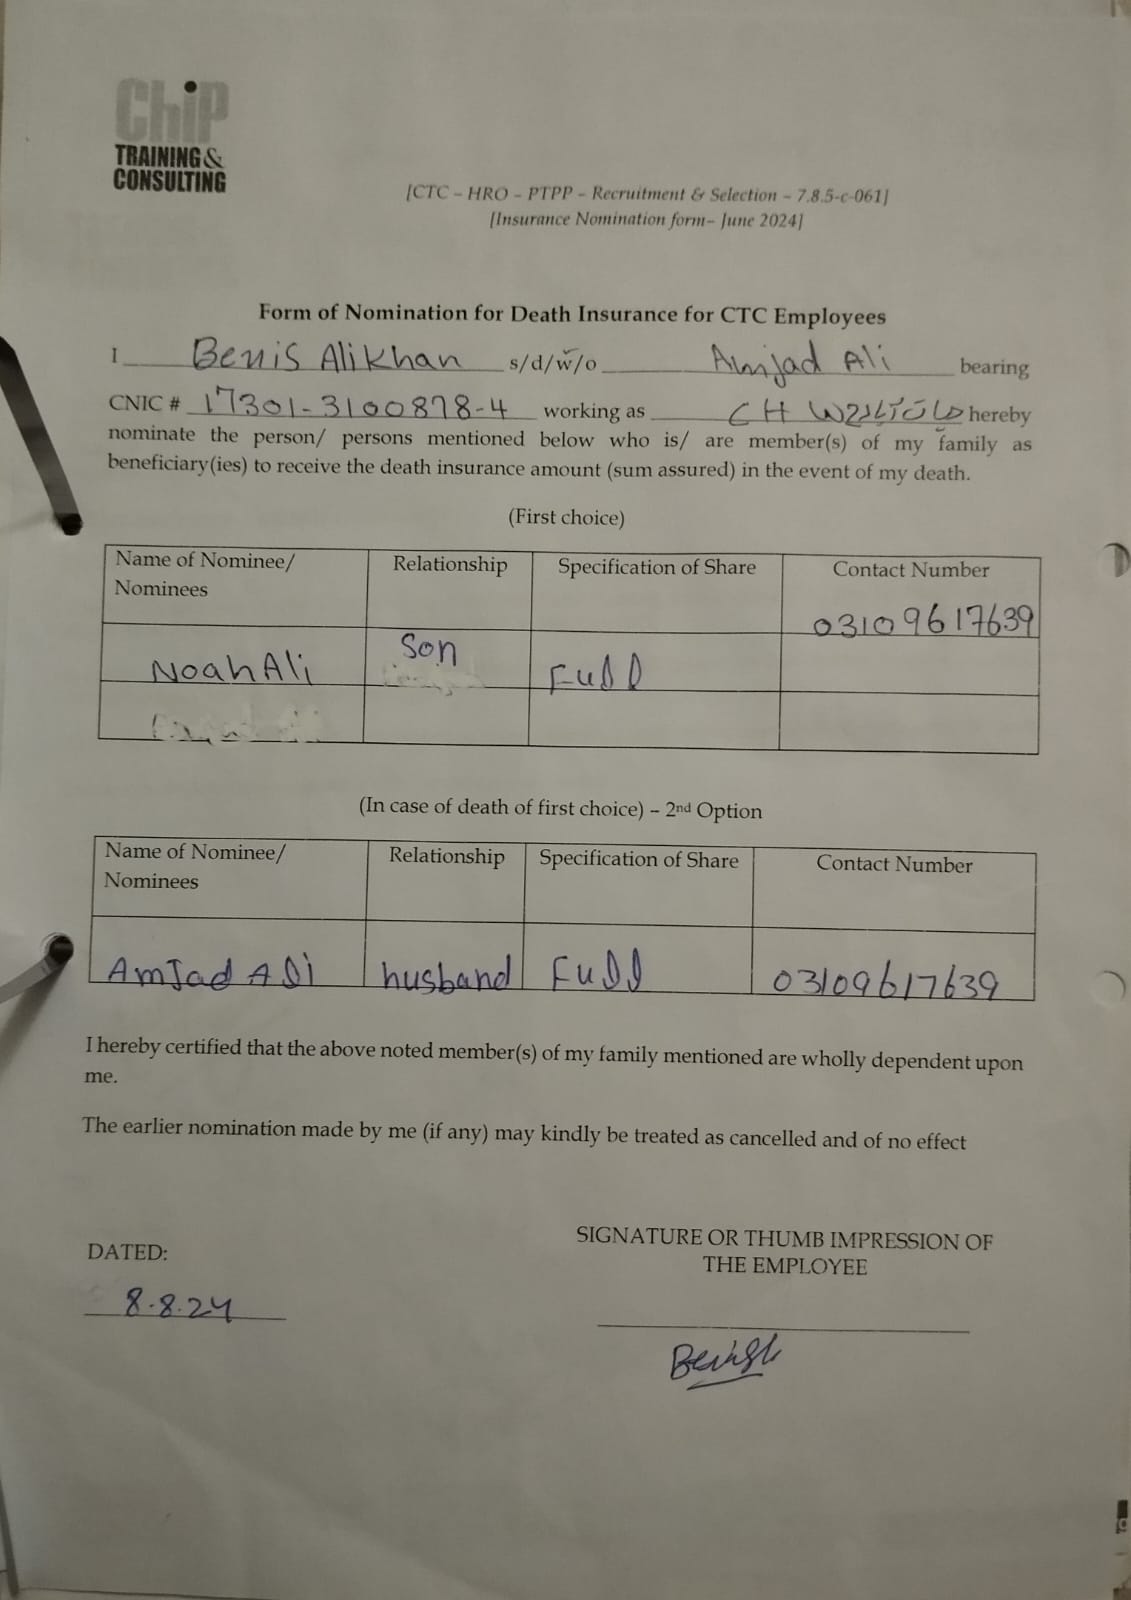 ChiP
TRAINING &
CONSULTING
[CTC – HRO – PTPP – Recruitment & Selection – 7.8.5-c-061]
[Insurance Nomination form– June 2024]
Form of Nomination for Death Insurance for CTC Employees
I Benis Ali Khan s/d/w/o Amjad Ali bearing
CNIC # 17301-3100878-4 working as CH W hereby
nominate the person/ persons mentioned below who is/ are member(s) of my family as
beneficiary(ies) to receive the death insurance amount (sum assured) in the event of my death.
(First choice)
Name of Nominee/ Relationship Specification of Share Contact Number
Nominees
03109617639
Noah Ali Son Full
(In case of death of first choice) – 2nd Option
Name of Nominee/ Relationship Specification of Share Contact Number
Nominees
AmJad Ali husband Full 03109617639
I hereby certified that the above noted member(s) of my family mentioned are wholly dependent upon
me.
The earlier nomination made by me (if any) may kindly be treated as cancelled and of no effect
SIGNATURE OR THUMB IMPRESSION OF
THE EMPLOYEE
DATED:
8.8.24